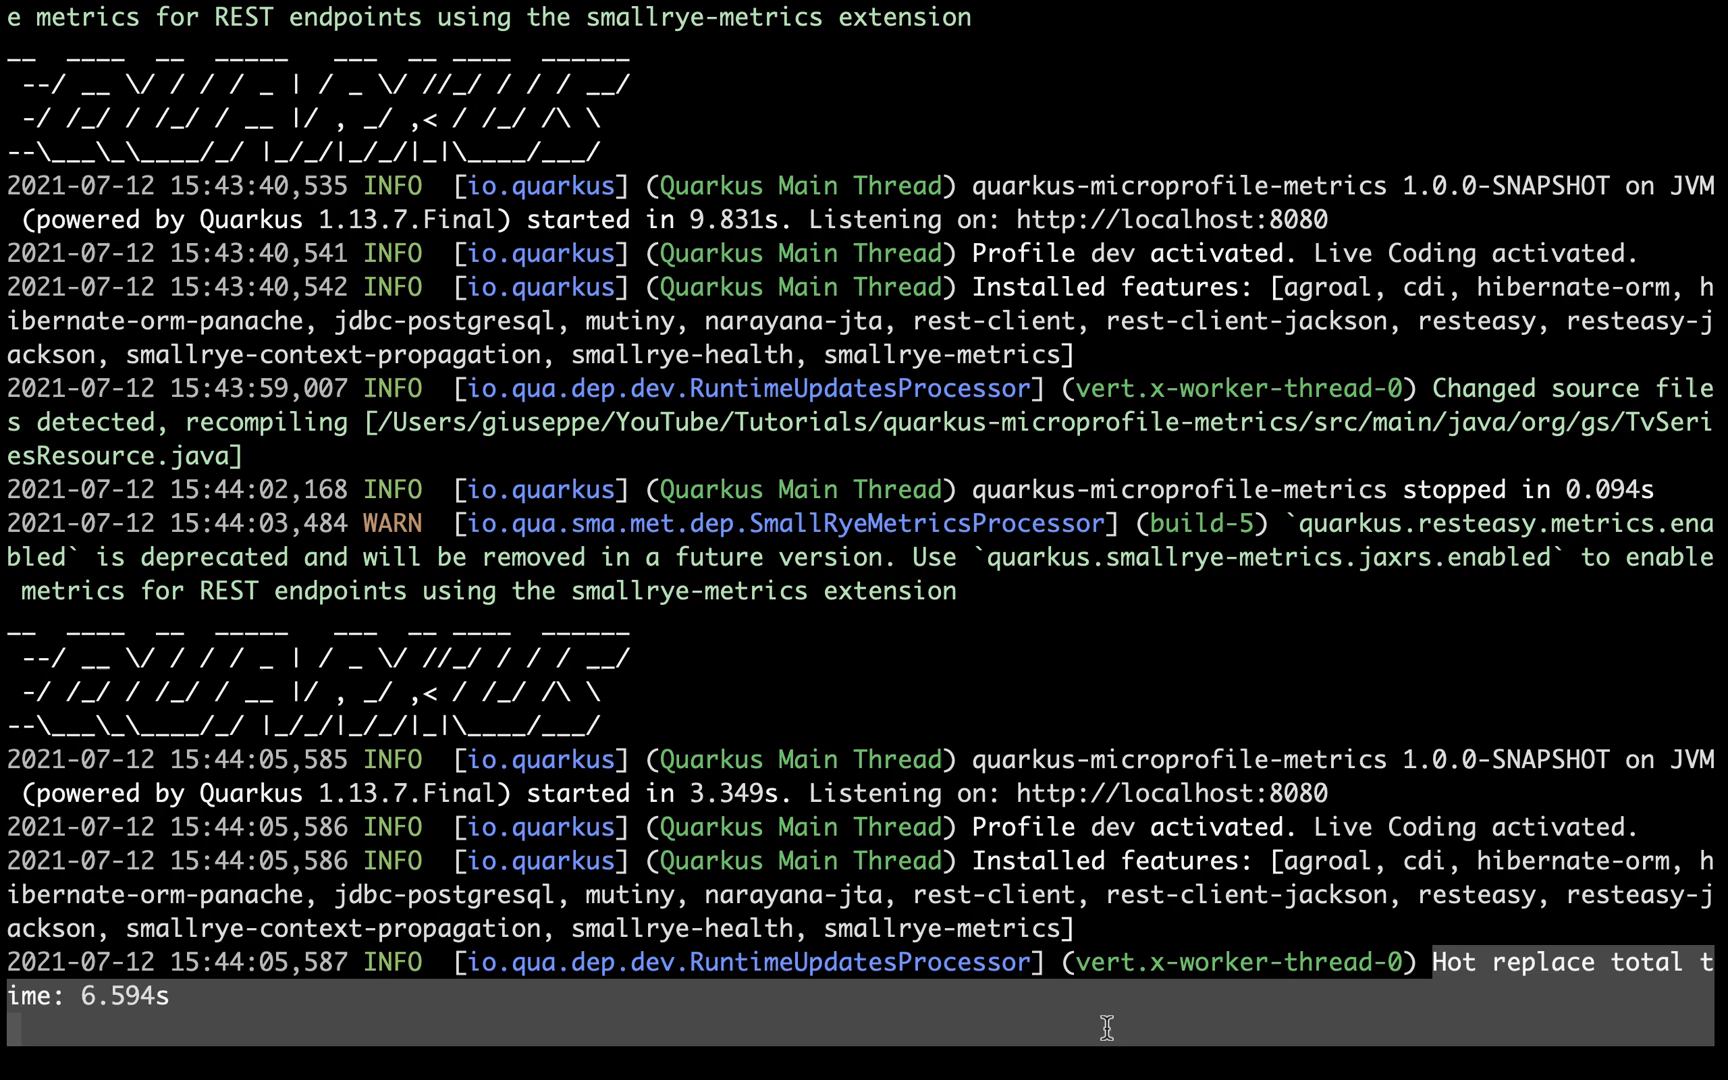 e metrics for REST endpoints using the smallrye-metrics extension
__  ____  __  _____   ___  __ ____  ______
 --/ __ \/ / / / _ | / _ \/ //_/ / / / __/
 -/ /_/ / /_/ / __ |/ , _/ ,< / /_/ /\ \
--\___\_\____/_/ |_/_/|_/_/|_|\____/___/
2021-07-12 15:43:40,535 INFO  [io.quarkus] (Quarkus Main Thread) quarkus-microprofile-metrics 1.0.0-SNAPSHOT on JVM
 (powered by Quarkus 1.13.7.Final) started in 9.831s. Listening on: http://localhost:8080
2021-07-12 15:43:40,541 INFO  [io.quarkus] (Quarkus Main Thread) Profile dev activated. Live Coding activated.
2021-07-12 15:43:40,542 INFO  [io.quarkus] (Quarkus Main Thread) Installed features: [agroal, cdi, hibernate-orm, h
ibernate-orm-panache, jdbc-postgresql, mutiny, narayana-jta, rest-client, rest-client-jackson, resteasy, resteasy-j
ackson, smallrye-context-propagation, smallrye-health, smallrye-metrics]
2021-07-12 15:43:59,007 INFO  [io.qua.dep.dev.RuntimeUpdatesProcessor] (vert.x-worker-thread-0) Changed source file
s detected, recompiling [/Users/giuseppe/YouTube/Tutorials/quarkus-microprofile-metrics/src/main/java/org/gs/TvSeri
esResource.java]
2021-07-12 15:44:02,168 INFO  [io.quarkus] (Quarkus Main Thread) quarkus-microprofile-metrics stopped in 0.094s
2021-07-12 15:44:03,484 WARN  [io.qua.sma.met.dep.SmallRyeMetricsProcessor] (build-5) `quarkus.resteasy.metrics.ena
bled` is deprecated and will be removed in a future version. Use `quarkus.smallrye-metrics.jaxrs.enabled` to enable
 metrics for REST endpoints using the smallrye-metrics extension
__  ____  __  _____   ___  __ ____  ______
 --/ __ \/ / / / _ | / _ \/ //_/ / / / __/
 -/ /_/ / /_/ / __ |/ , _/ ,< / /_/ /\ \
--\___\_\____/_/ |_/_/|_/_/|_|\____/___/
2021-07-12 15:44:05,585 INFO  [io.quarkus] (Quarkus Main Thread) quarkus-microprofile-metrics 1.0.0-SNAPSHOT on JVM
 (powered by Quarkus 1.13.7.Final) started in 3.349s. Listening on: http://localhost:8080
2021-07-12 15:44:05,586 INFO  [io.quarkus] (Quarkus Main Thread) Profile dev activated. Live Coding activated.
2021-07-12 15:44:05,586 INFO  [io.quarkus] (Quarkus Main Thread) Installed features: [agroal, cdi, hibernate-orm, h
ibernate-orm-panache, jdbc-postgresql, mutiny, narayana-jta, rest-client, rest-client-jackson, resteasy, resteasy-j
ackson, smallrye-context-propagation, smallrye-health, smallrye-metrics]
2021-07-12 15:44:05,587 INFO  [io.qua.dep.dev.RuntimeUpdatesProcessor] (vert.x-worker-thread-0) Hot replace total t
ime: 6.594s